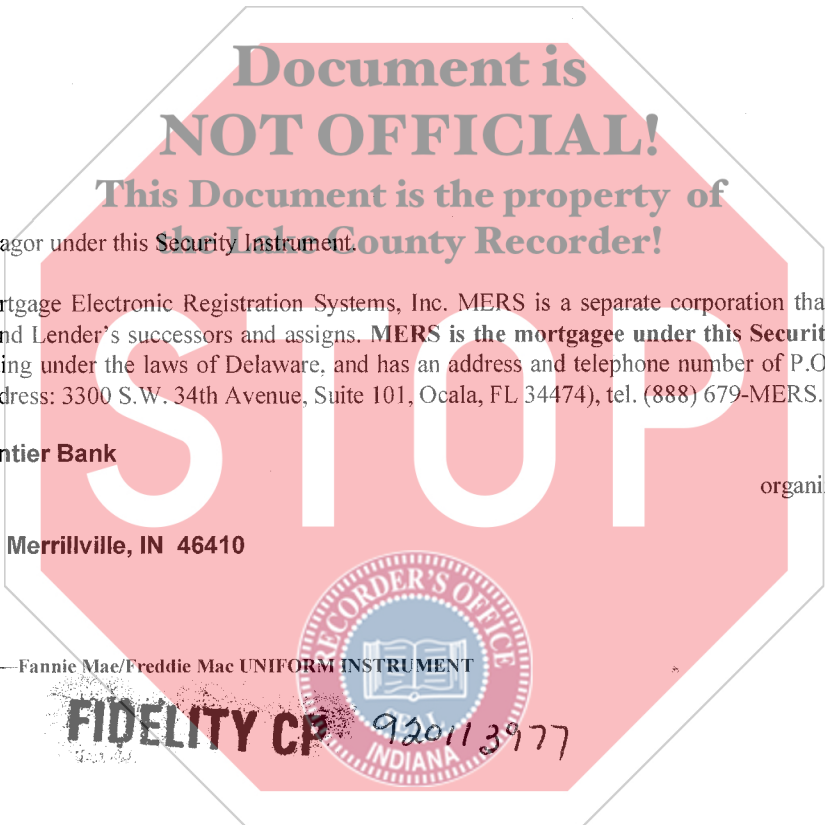 Document is
NOT OFFICIAL!
This Document is the property of
the Lake County Recorder!
agor under this Security Instrument.
rtgage Electronic Registration Systems, Inc. MERS is a separate corporation tha
nd Lender's successors and assigns. MERS is the mortgagee under this Securit
ing under the laws of Delaware, and has an address and telephone number of P.O
dress: 3300 S.W. 34th Avenue, Suite 101, Ocala, FL 34474), tel. (888) 679-MERS.
STOP
ntier Bank
organi
Merrillville, IN 46410
RECORDER'S OFFICE
SEAL
INDIANA
—Fannie Mae/Freddie Mac UNIFORM INSTRUMENT
FIDELITY CP 920113977